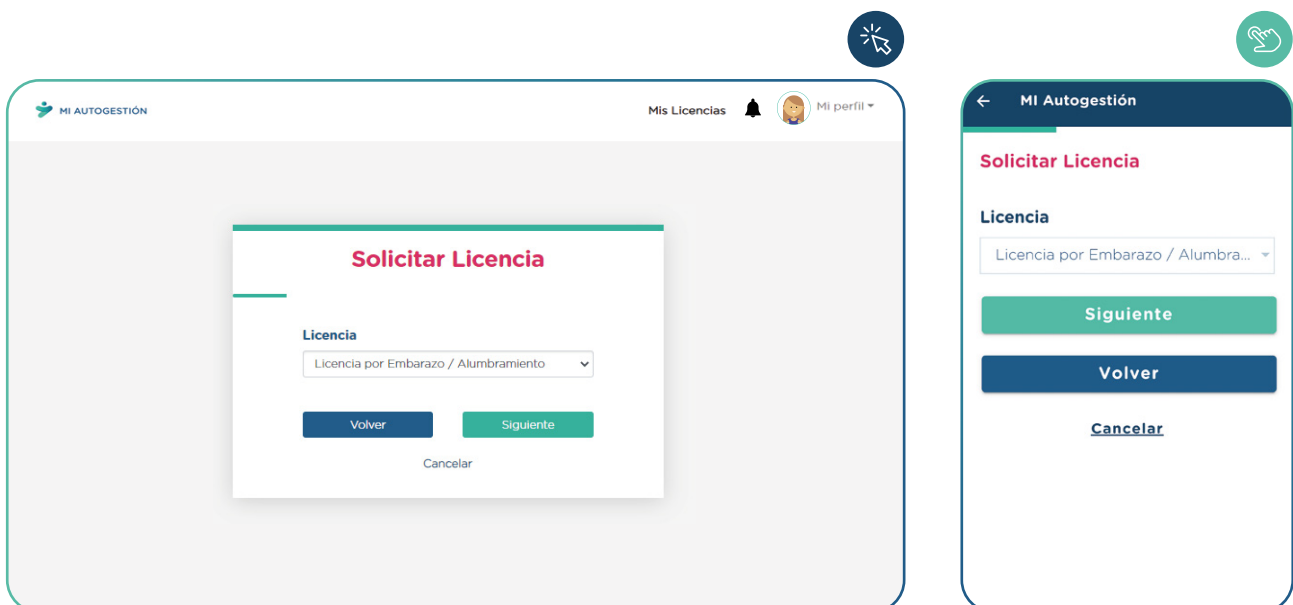 MI AUTOGESTIÓN
Mis Licencias
Mi perfil
Solicitar Licencia
Licencia
Licencia por Embarazo / Alumbramiento
Volver
Siguiente
Cancelar
MI Autogestión
Solicitar Licencia
Licencia
Licencia por Embarazo / Alumbra...
Siguiente
Volver
Cancelar